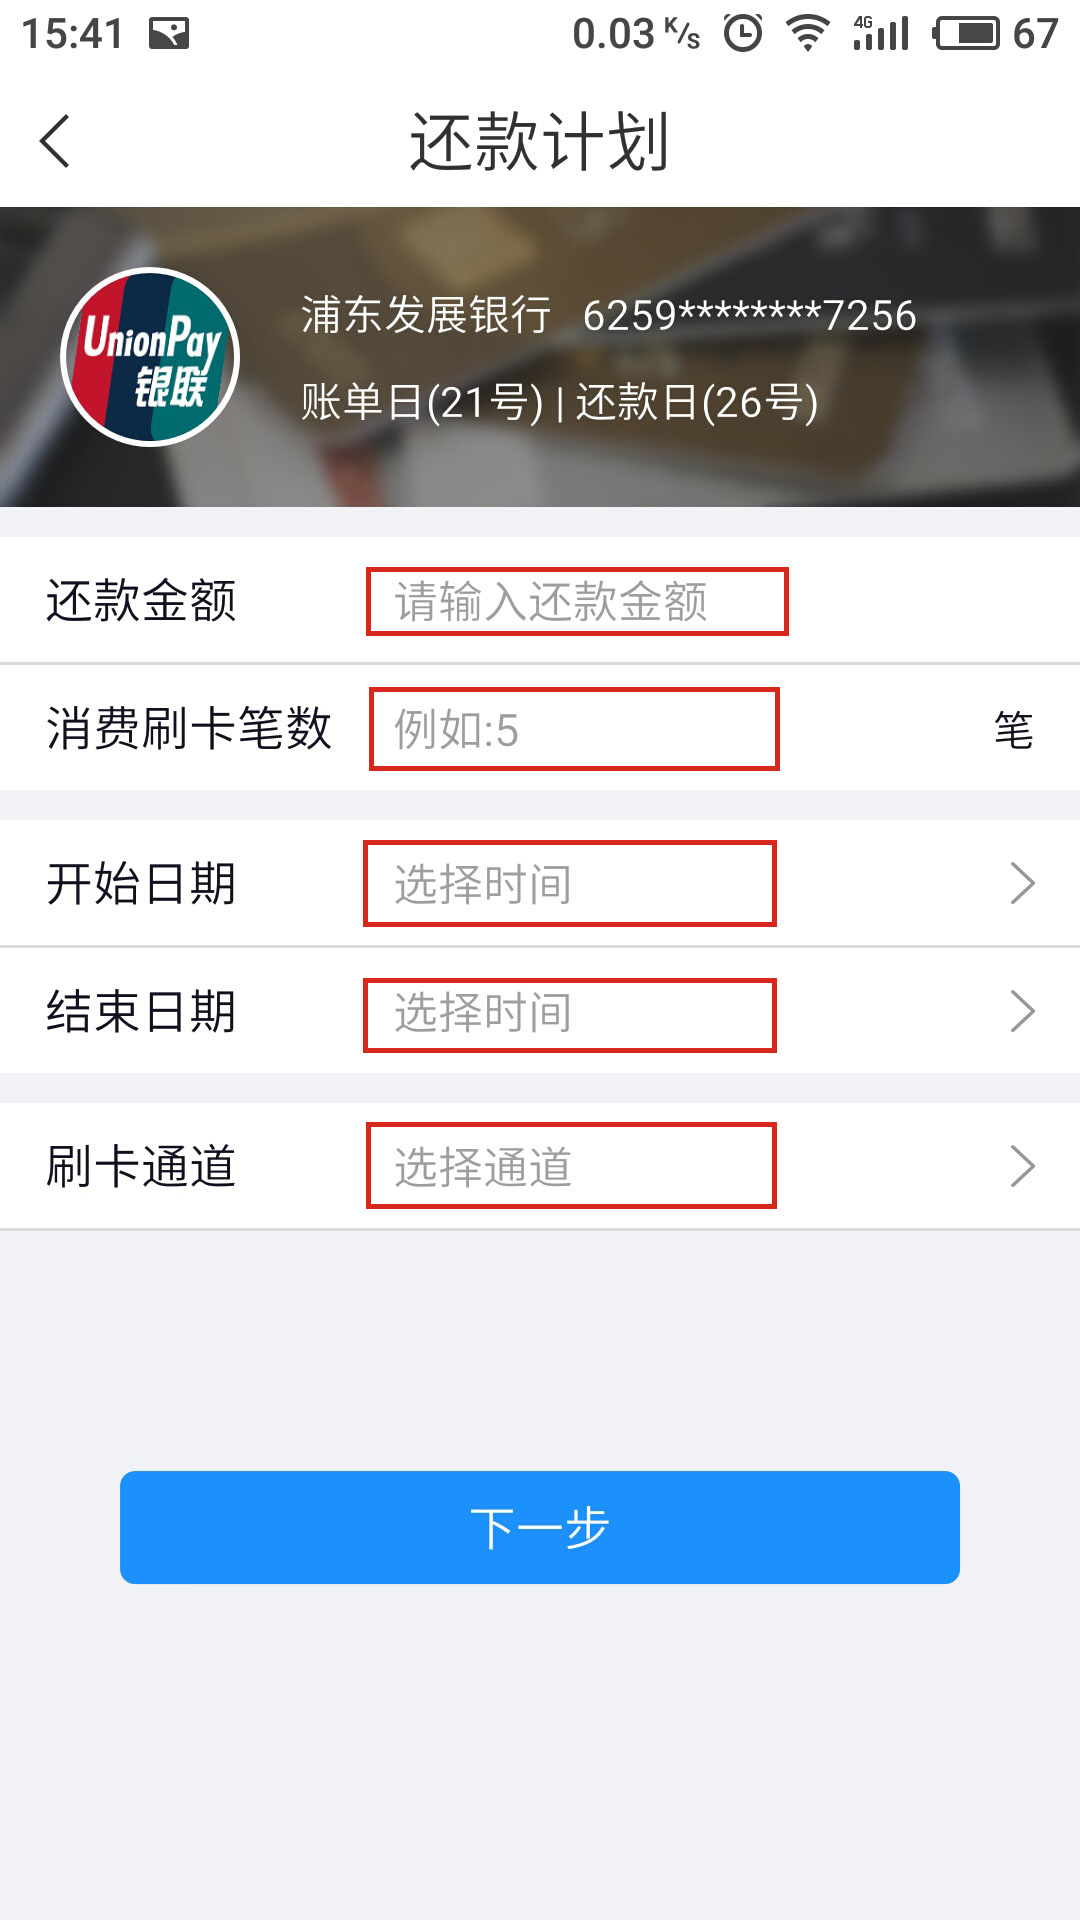 15:41 0.03 K/s 4G 67
还款计划
UnionPay
银联
浦东发展银行 6259********7256
账单日(21号) | 还款日(26号)
还款金额 请输入还款金额
消费刷卡笔数 例如:5 笔
开始日期 选择时间
结束日期 选择时间
刷卡通道 选择通道
下一步